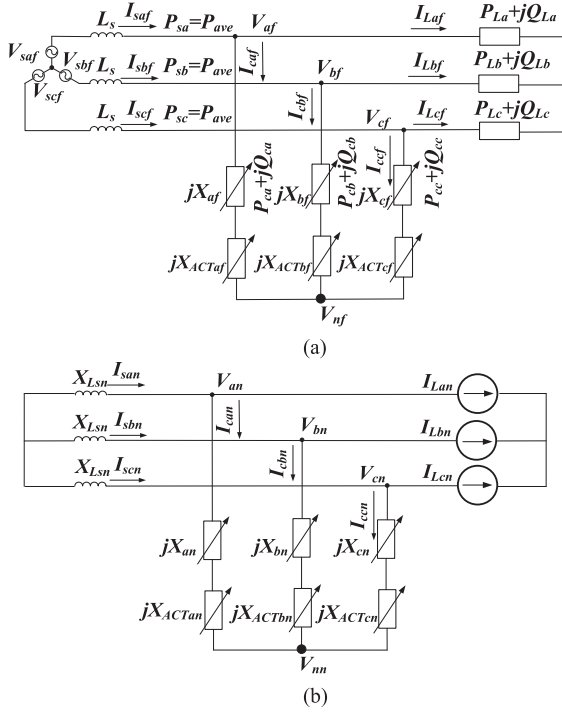 Ls Isaf Psa=Pave Vaf ILaf PLa+jQLa
Vsaf Vsbf Ls Isbf Psb=Pave Icaf Vbf ILbf PLb+jQLb
Vscf Ls Iscf Psc=Pave Icbf Vcf ILcf PLc+jQLc
Iccf
jXaf Pca+jQca jXbf Pcb+jQcb jXcf Pcc+jQcc
jXACTaf jXACTbf jXACTcf
Vnf
(a)
XLsn Isan Van ILan
XLsn Isbn Ican Vbn ILbn
XLsn Iscn Icbn Vcn ILcn
Iccn
jXan jXbn jXcn
jXACTan jXACTbn jXACTcn
Vnn
(b)